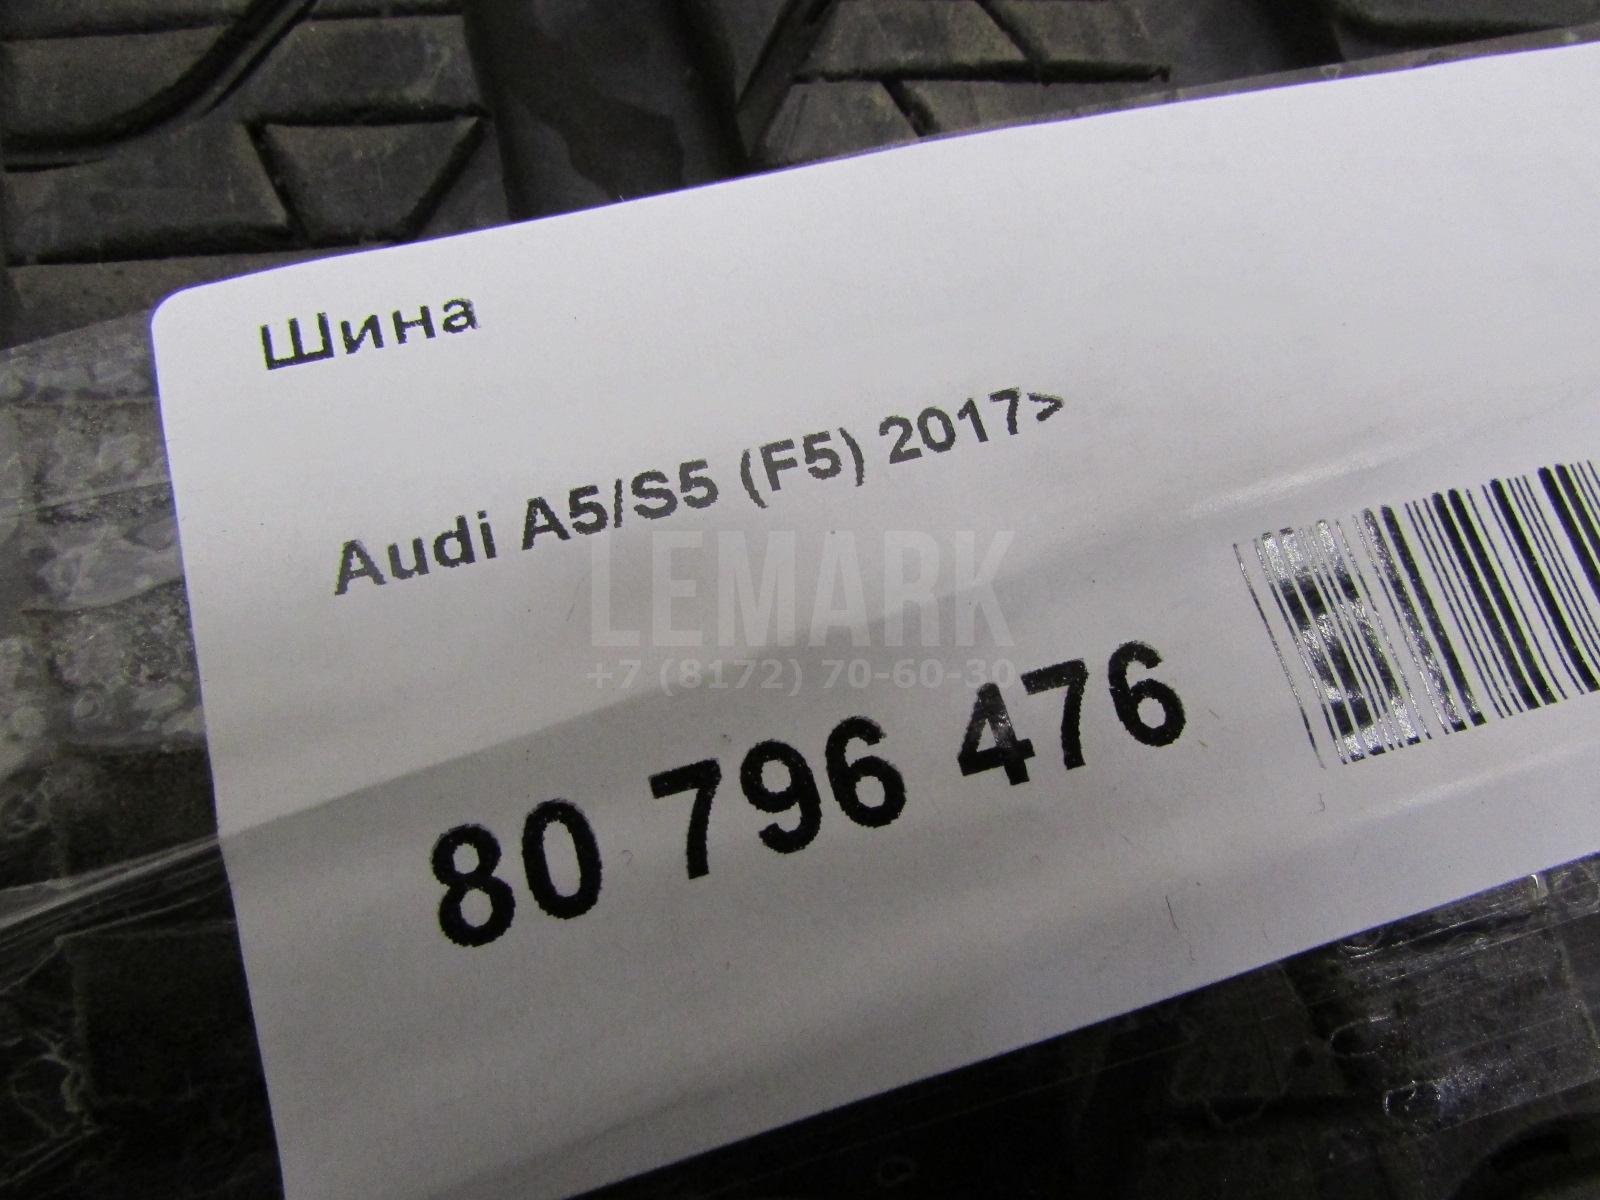 Шина
Audi A5/S5 (F5) 2017>
LEMARK
+7 (8172) 70-60-30
80 796 476